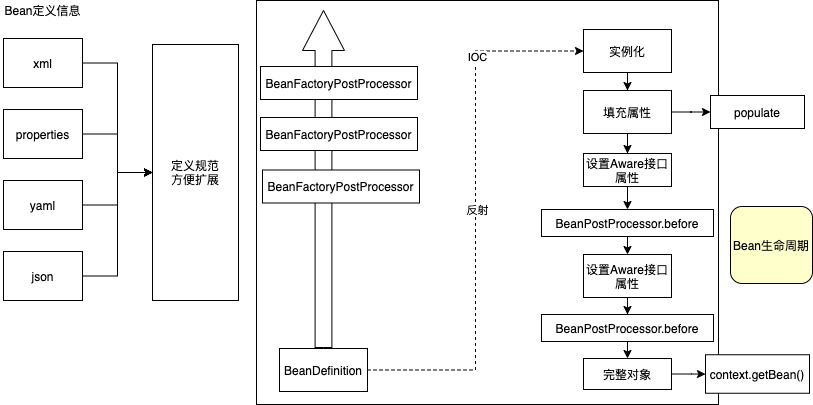 Bean定义信息
xml
properties
yaml
json
定义规范
方便扩展
BeanFactoryPostProcessor
BeanFactoryPostProcessor
BeanFactoryPostProcessor
BeanDefinition
IOC
反射
实例化
填充属性
populate
设置Aware接口
属性
BeanPostProcessor.before
设置Aware接口
属性
BeanPostProcessor.before
完整对象
context.getBean()
Bean生命周期